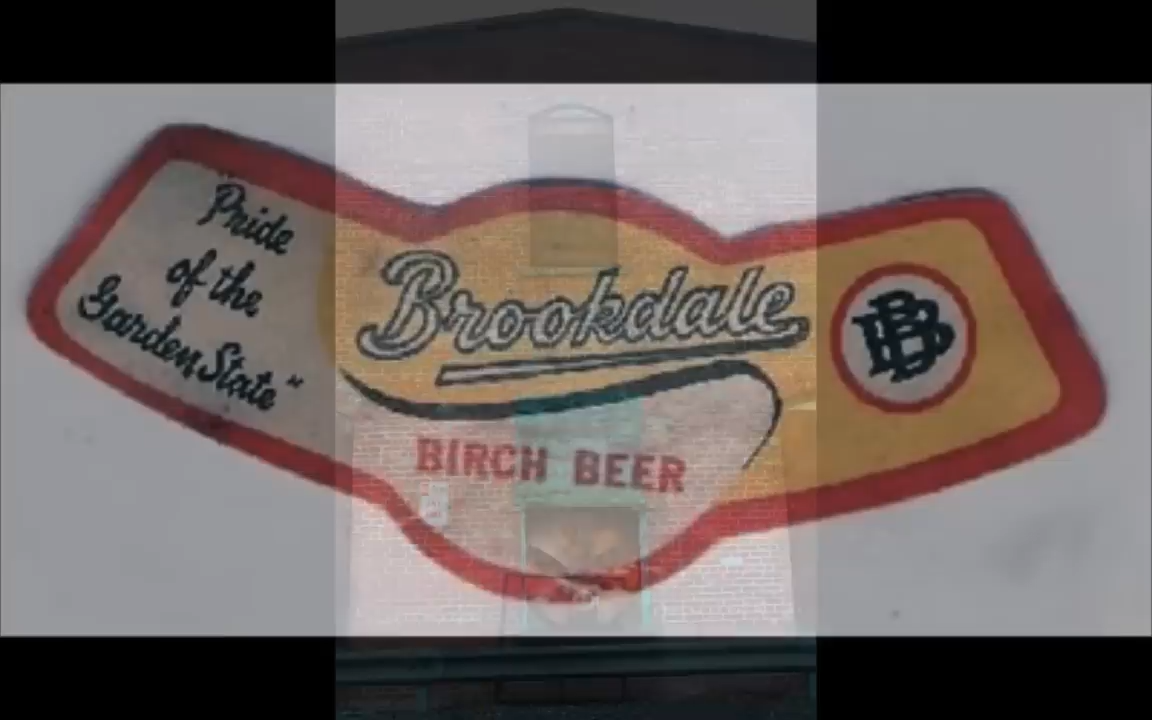 "Pride
of the
Garden State"
Brookdale
BIRCH BEER
BB